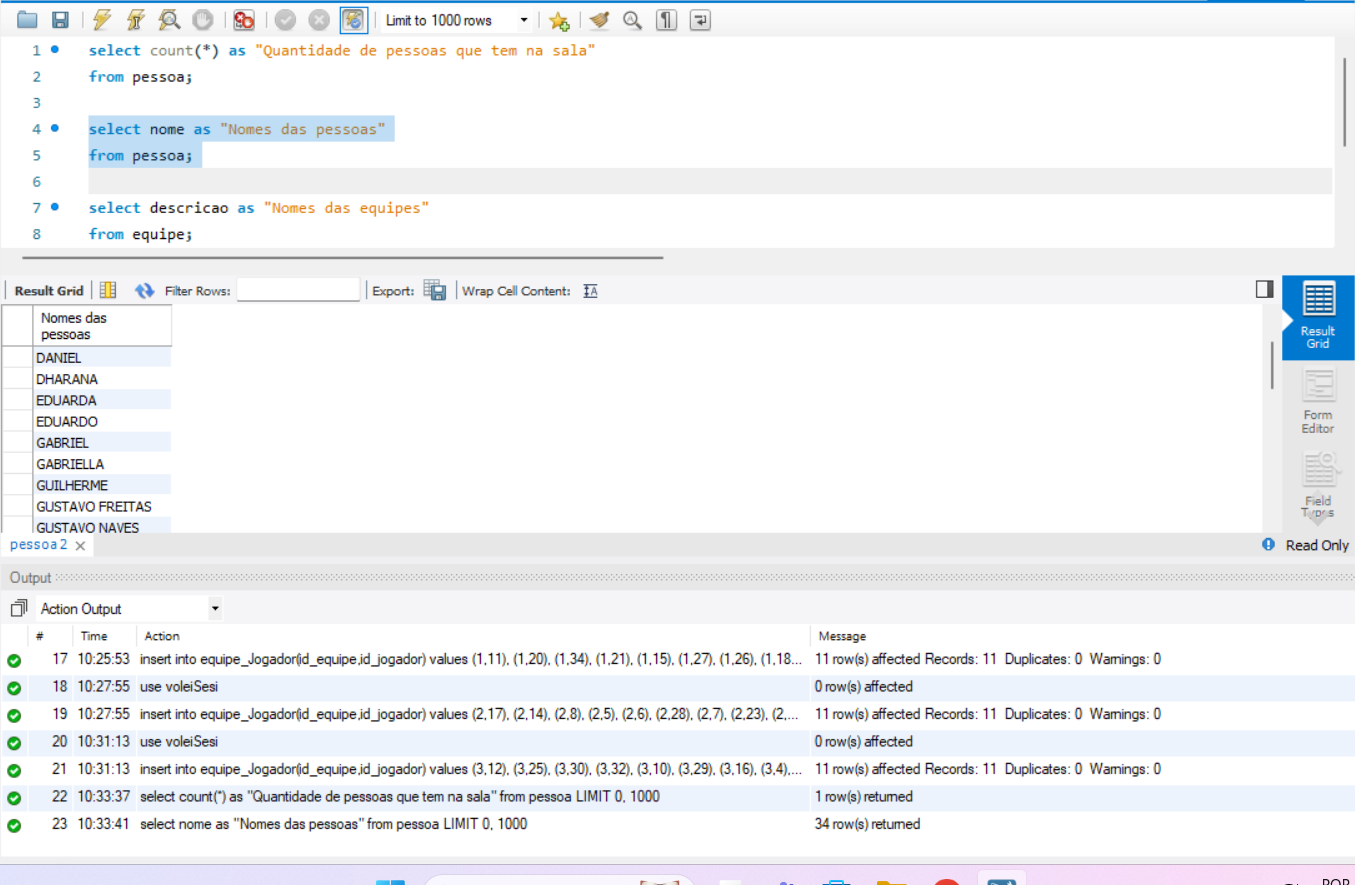 Limit to 1000 rows
1 select count(*) as "Quantidade de pessoas que tem na sala"
2 from pessoa;
3
4 select nome as "Nomes das pessoas"
5 from pessoa;
6
7 select descricao as "Nomes das equipes"
8 from equipe;
Result Grid Filter Rows: Export: Wrap Cell Content:
Nomes das
pessoas
DANIEL
DHARANA
EDUARDA
EDUARDO
GABRIEL
GABRIELLA
GUILHERME
GUSTAVO FREITAS
GUSTAVO NAVES
Result
Grid
Form
Editor
Field
Types
pessoa 2 Read Only
Output
Action Output
# Time Action Message
17 10:25:53 insert into equipe_Jogador(id_equipe,id_jogador) values (1,11), (1,20), (1,34), (1,21), (1,15), (1,27), (1,26), (1,18... 11 row(s) affected Records: 11 Duplicates: 0 Warnings: 0
18 10:27:55 use voleiSesi 0 row(s) affected
19 10:27:55 insert into equipe_Jogador(id_equipe,id_jogador) values (2,17), (2,14), (2,8), (2,5), (2,6), (2,28), (2,7), (2,23), (2,... 11 row(s) affected Records: 11 Duplicates: 0 Warnings: 0
20 10:31:13 use voleiSesi 0 row(s) affected
21 10:31:13 insert into equipe_Jogador(id_equipe,id_jogador) values (3,12), (3,25), (3,30), (3,32), (3,10), (3,29), (3,16), (3,4),... 11 row(s) affected Records: 11 Duplicates: 0 Warnings: 0
22 10:33:37 select count(*) as "Quantidade de pessoas que tem na sala" from pessoa LIMIT 0, 1000 1 row(s) returned
23 10:33:41 select nome as "Nomes das pessoas" from pessoa LIMIT 0, 1000 34 row(s) returned
POR